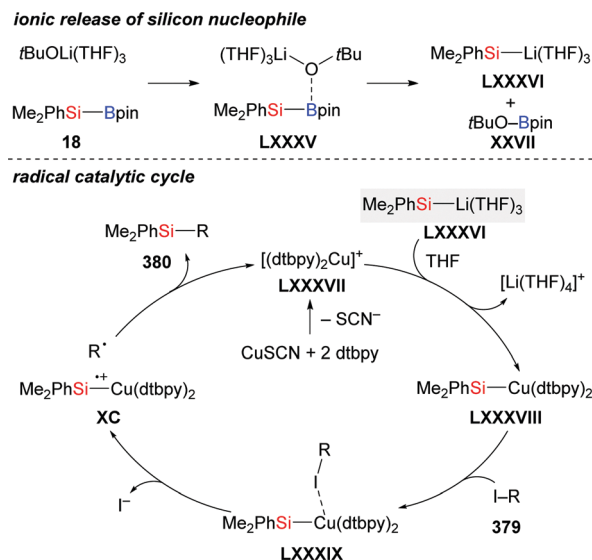 ionic release of silicon nucleophile
tBuOLi(THF)₃
(THF)₃Li
O
tBu
Me₂PhSi—Li(THF)₃
LXXXVI
+
Me₂PhSi—Bpin
18
Me₂PhSi—Bpin
LXXXV
tBuO–Bpin
XXVII
radical catalytic cycle
Me₂PhSi—R
380
Me₂PhSi—Li(THF)₃
LXXXVI
THF
[(dtbpy)₂Cu]⁺
LXXXVII
[Li(THF)₄]⁺
– SCN⁻
CuSCN + 2 dtbpy
R•
•+
Me₂PhSi—Cu(dtbpy)₂
XC
Me₂PhSi—Cu(dtbpy)₂
LXXXVIII
R
I
I⁻
I–R
379
Me₂PhSi—Cu(dtbpy)₂
LXXXIX